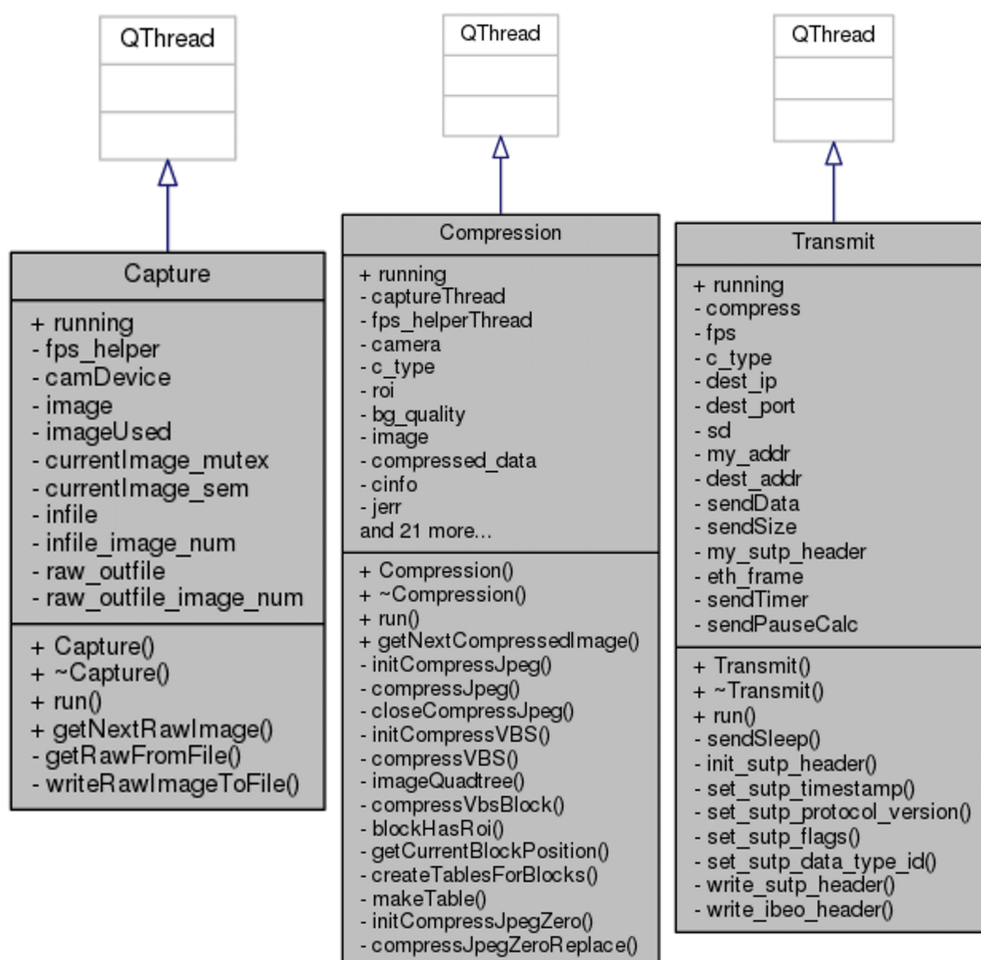 QThread
Capture
+ running
- fps_helper
- camDevice
- image
- imageUsed
- currentImage_mutex
- currentImage_sem
- infile
- infile_image_num
- raw_outfile
- raw_outfile_image_num
+ Capture()
+ ~Capture()
+ run()
+ getNextRawImage()
- getRawFromFile()
- writeRawImageToFile()
QThread
Compression
+ running
- captureThread
- fps_helperThread
- camera
- c_type
- roi
- bg_quality
- image
- compressed_data
- cinfo
- jerr
and 21 more...
+ Compression()
+ ~Compression()
+ run()
+ getNextCompressedImage()
- initCompressJpeg()
- compressJpeg()
- closeCompressJpeg()
- initCompressVBS()
- compressVBS()
- imageQuadtree()
- compressVbsBlock()
- blockHasRoi()
- getCurrentBlockPosition()
- createTablesForBlocks()
- makeTable()
- initCompressJpegZero()
- compressJpegZeroReplace()
QThread
Transmit
+ running
- compress
- fps
- c_type
- dest_ip
- dest_port
- sd
- my_addr
- dest_addr
- sendData
- sendSize
- my_sutp_header
- eth_frame
- sendTimer
- sendPauseCalc
+ Transmit()
+ ~Transmit()
+ run()
- sendSleep()
- init_sutp_header()
- set_sutp_timestamp()
- set_sutp_protocol_version()
- set_sutp_flags()
- set_sutp_data_type_id()
- write_sutp_header()
- write_ibeo_header()